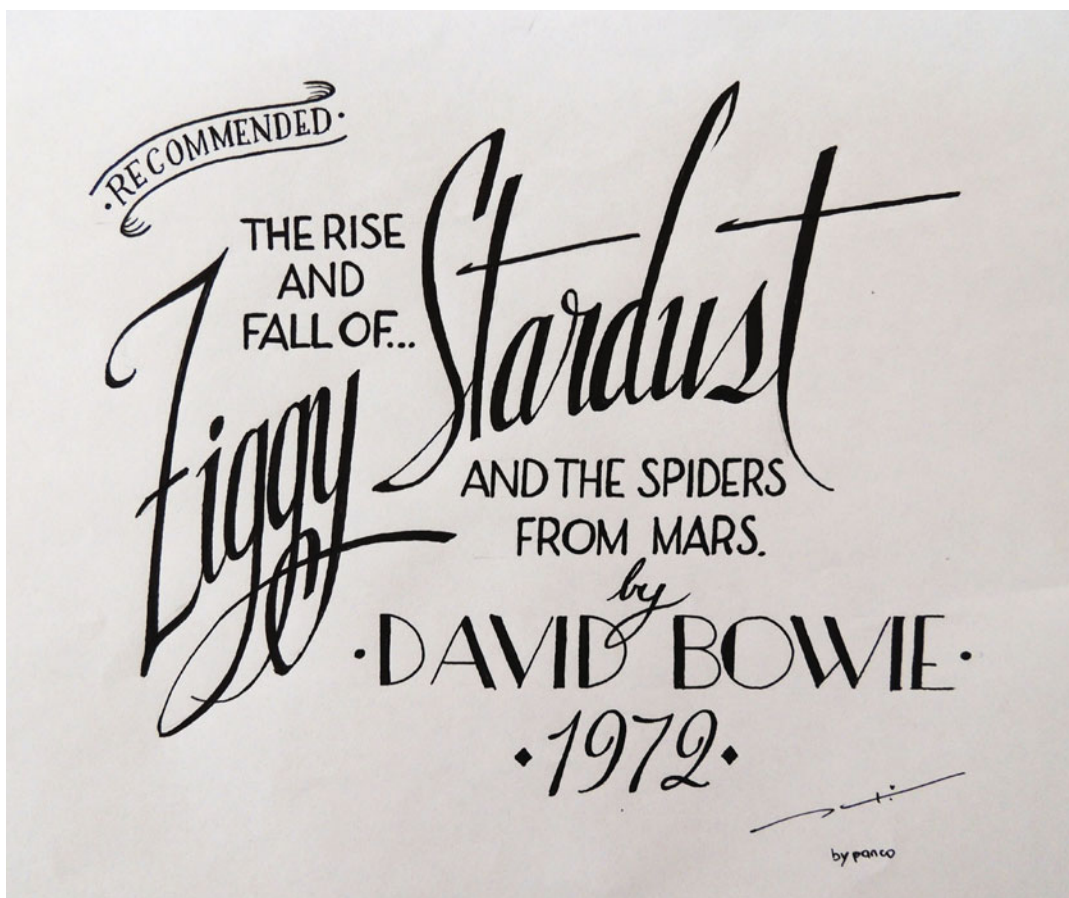 ·RECOMMENDED·
THE RISE
AND
FALL OF...
Ziggy Stardust
AND THE SPIDERS
FROM MARS.
by
·DAVID BOWIE·
·1972·
by panco